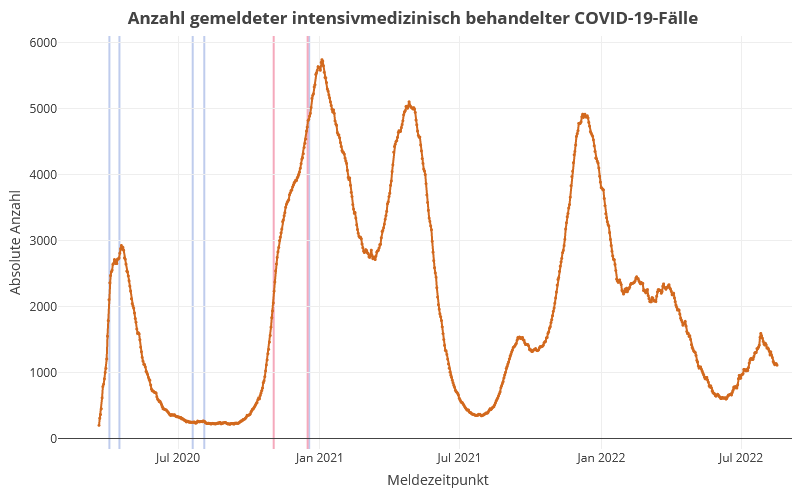 Anzahl gemeldeter intensivmedizinisch behandelter COVID-19-Fälle
6000
5000
4000
3000
2000
1000
0
Absolute Anzahl
Jul 2020
Jan 2021
Jul 2021
Jan 2022
Jul 2022
Meldezeitpunkt